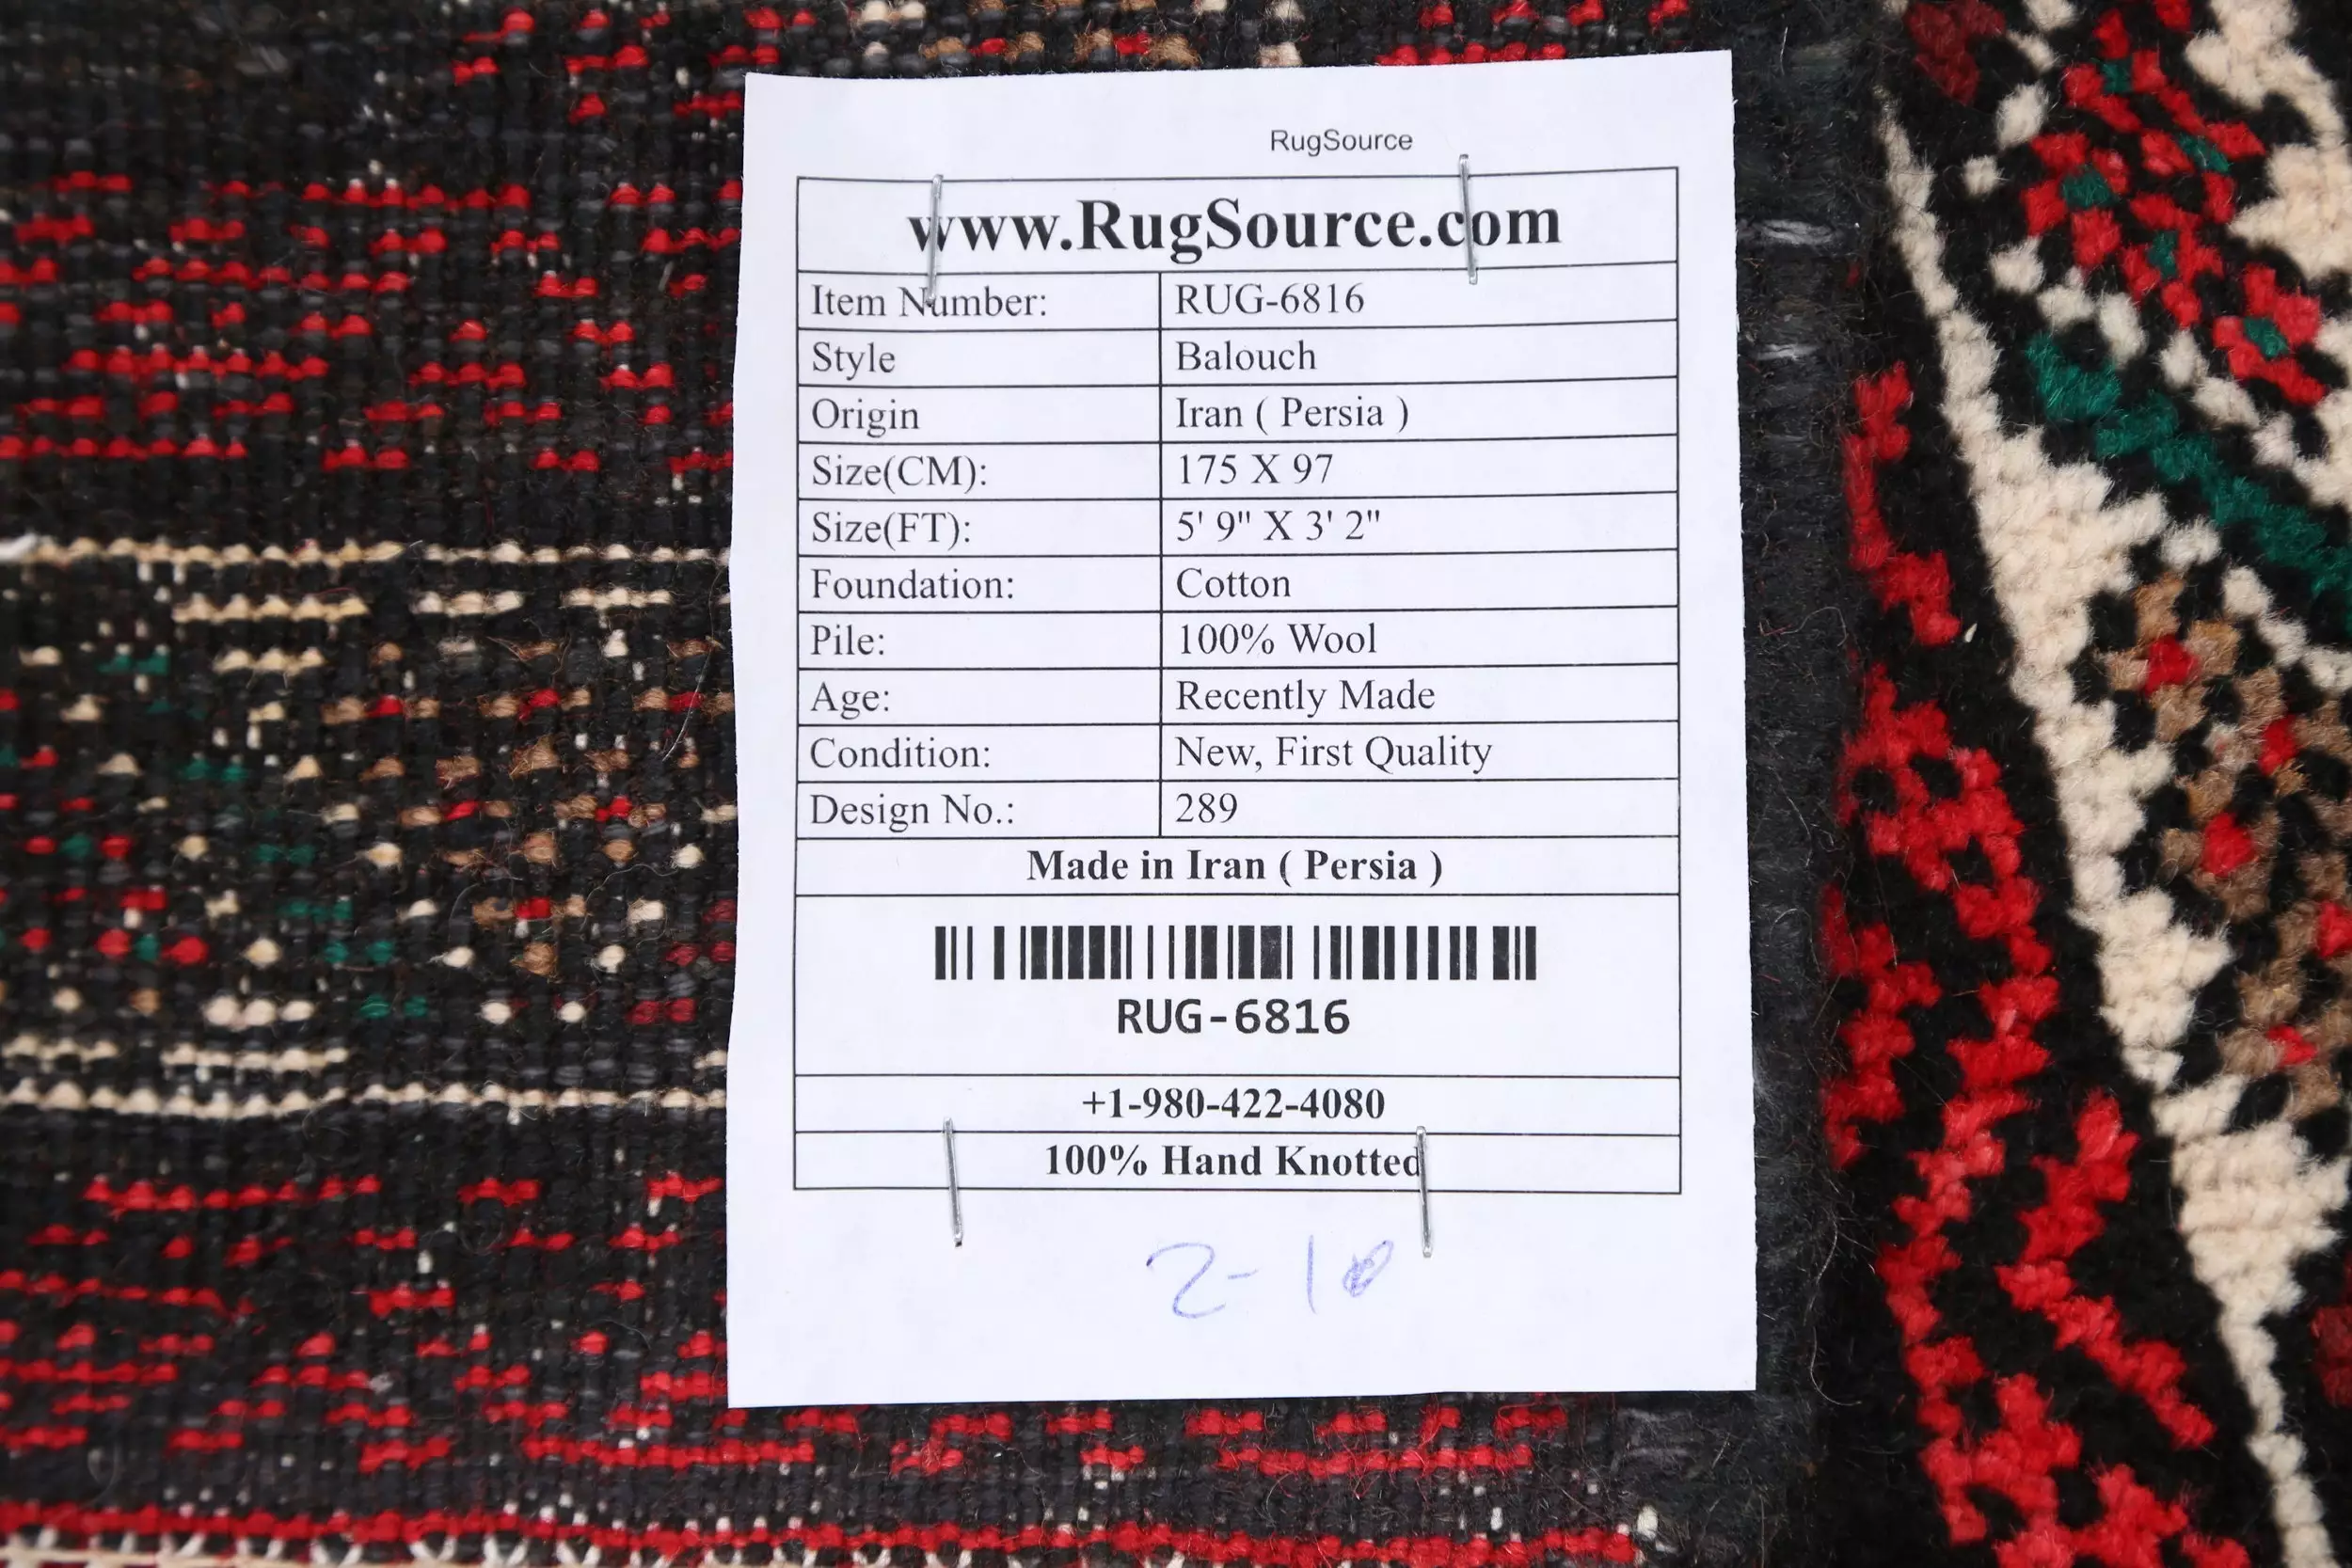 RugSource
www.RugSource.com
Item Number: RUG-6816
Style Balouch
Origin Iran ( Persia )
Size(CM): 175 X 97
Size(FT): 5' 9" X 3' 2"
Foundation: Cotton
Pile: 100% Wool
Age: Recently Made
Condition: New, First Quality
Design No.: 289
Made in Iran ( Persia )
RUG-6816
+1-980-422-4080
100% Hand Knotted
2-10